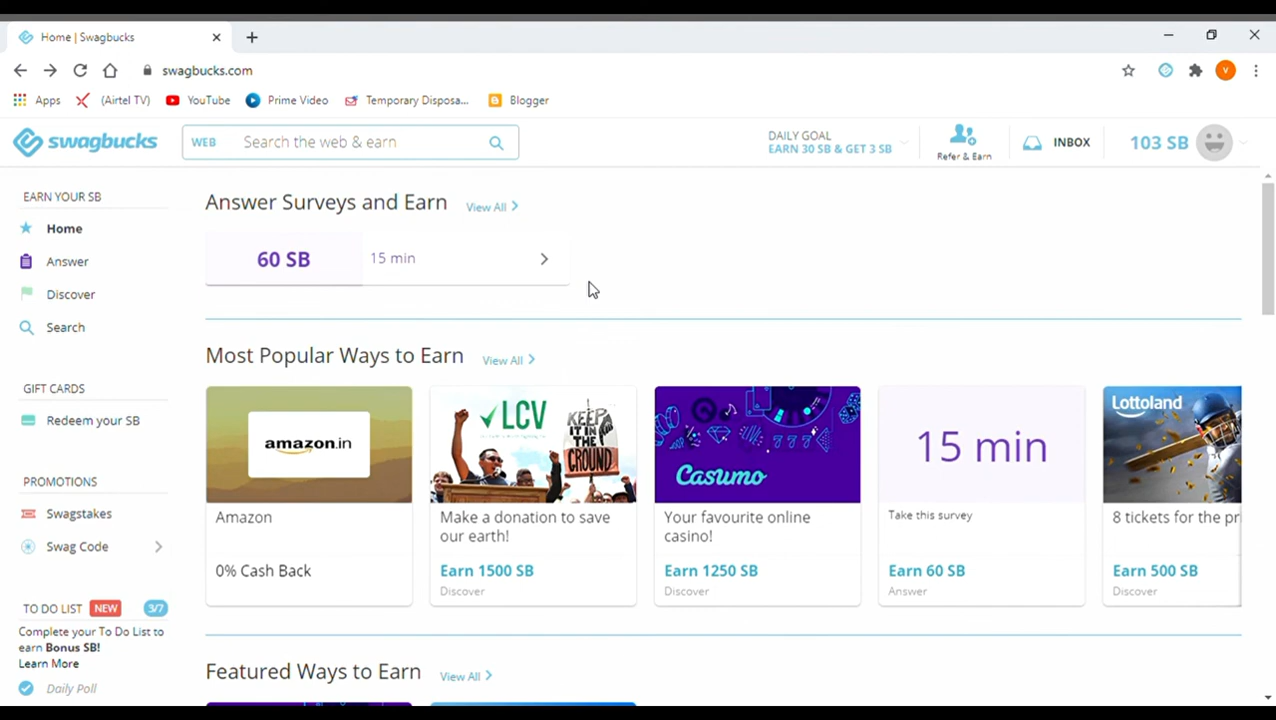 Home | Swagbucks
swagbucks.com
Apps
(Airtel TV)
YouTube
Prime Video
Temporary Disposa...
Blogger
swagbucks
WEB
Search the web & earn
DAILY GOAL
EARN 30 SB & GET 3 SB
Refer & Earn
INBOX
103 SB
V
EARN YOUR SB
Home
Answer
Discover
Search
GIFT CARDS
Redeem your SB
PROMOTIONS
Swagstakes
Swag Code
TO DO LIST NEW 3/7
Complete your To Do List to
earn Bonus SB!
Learn More
Daily Poll
Answer Surveys and Earn View All
60 SB 15 min
Most Popular Ways to Earn View All
amazon.in
Amazon
0% Cash Back
LCV
KEEP
IT IN
THE
GROUND
Make a donation to save
our earth!
Earn 1500 SB
Discover
Casumo
Your favourite online
casino!
Earn 1250 SB
Discover
15 min
Take this survey
Earn 60 SB
Answer
Lottoland
8 tickets for the pr
Earn 500 SB
Discover
Featured Ways to Earn View All